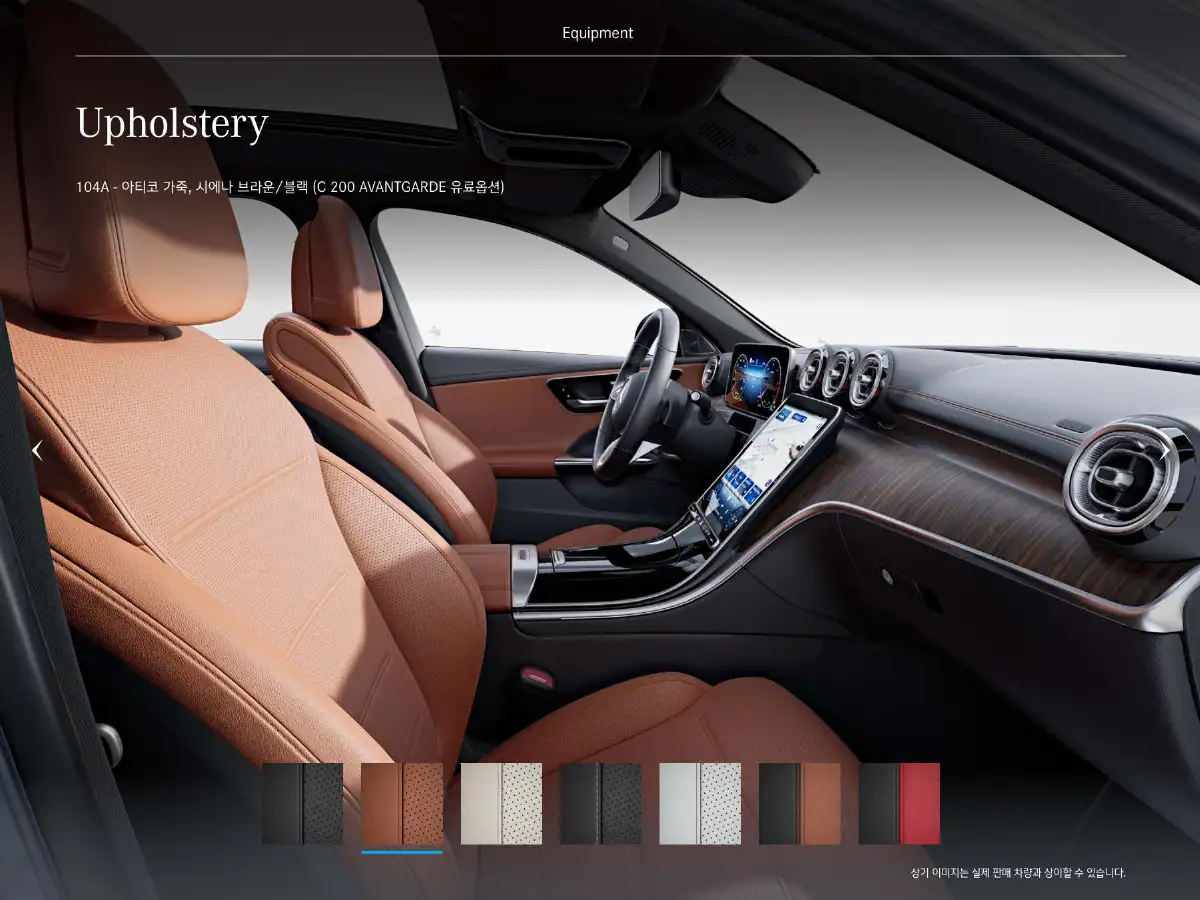 Equipment
Upholstery
104A - 아티코 가죽, 시에나 브라운/블랙 (C 200 AVANTGARDE 유료옵션)
상기 이미지는 실제 판매 차량과 상이할 수 있습니다.